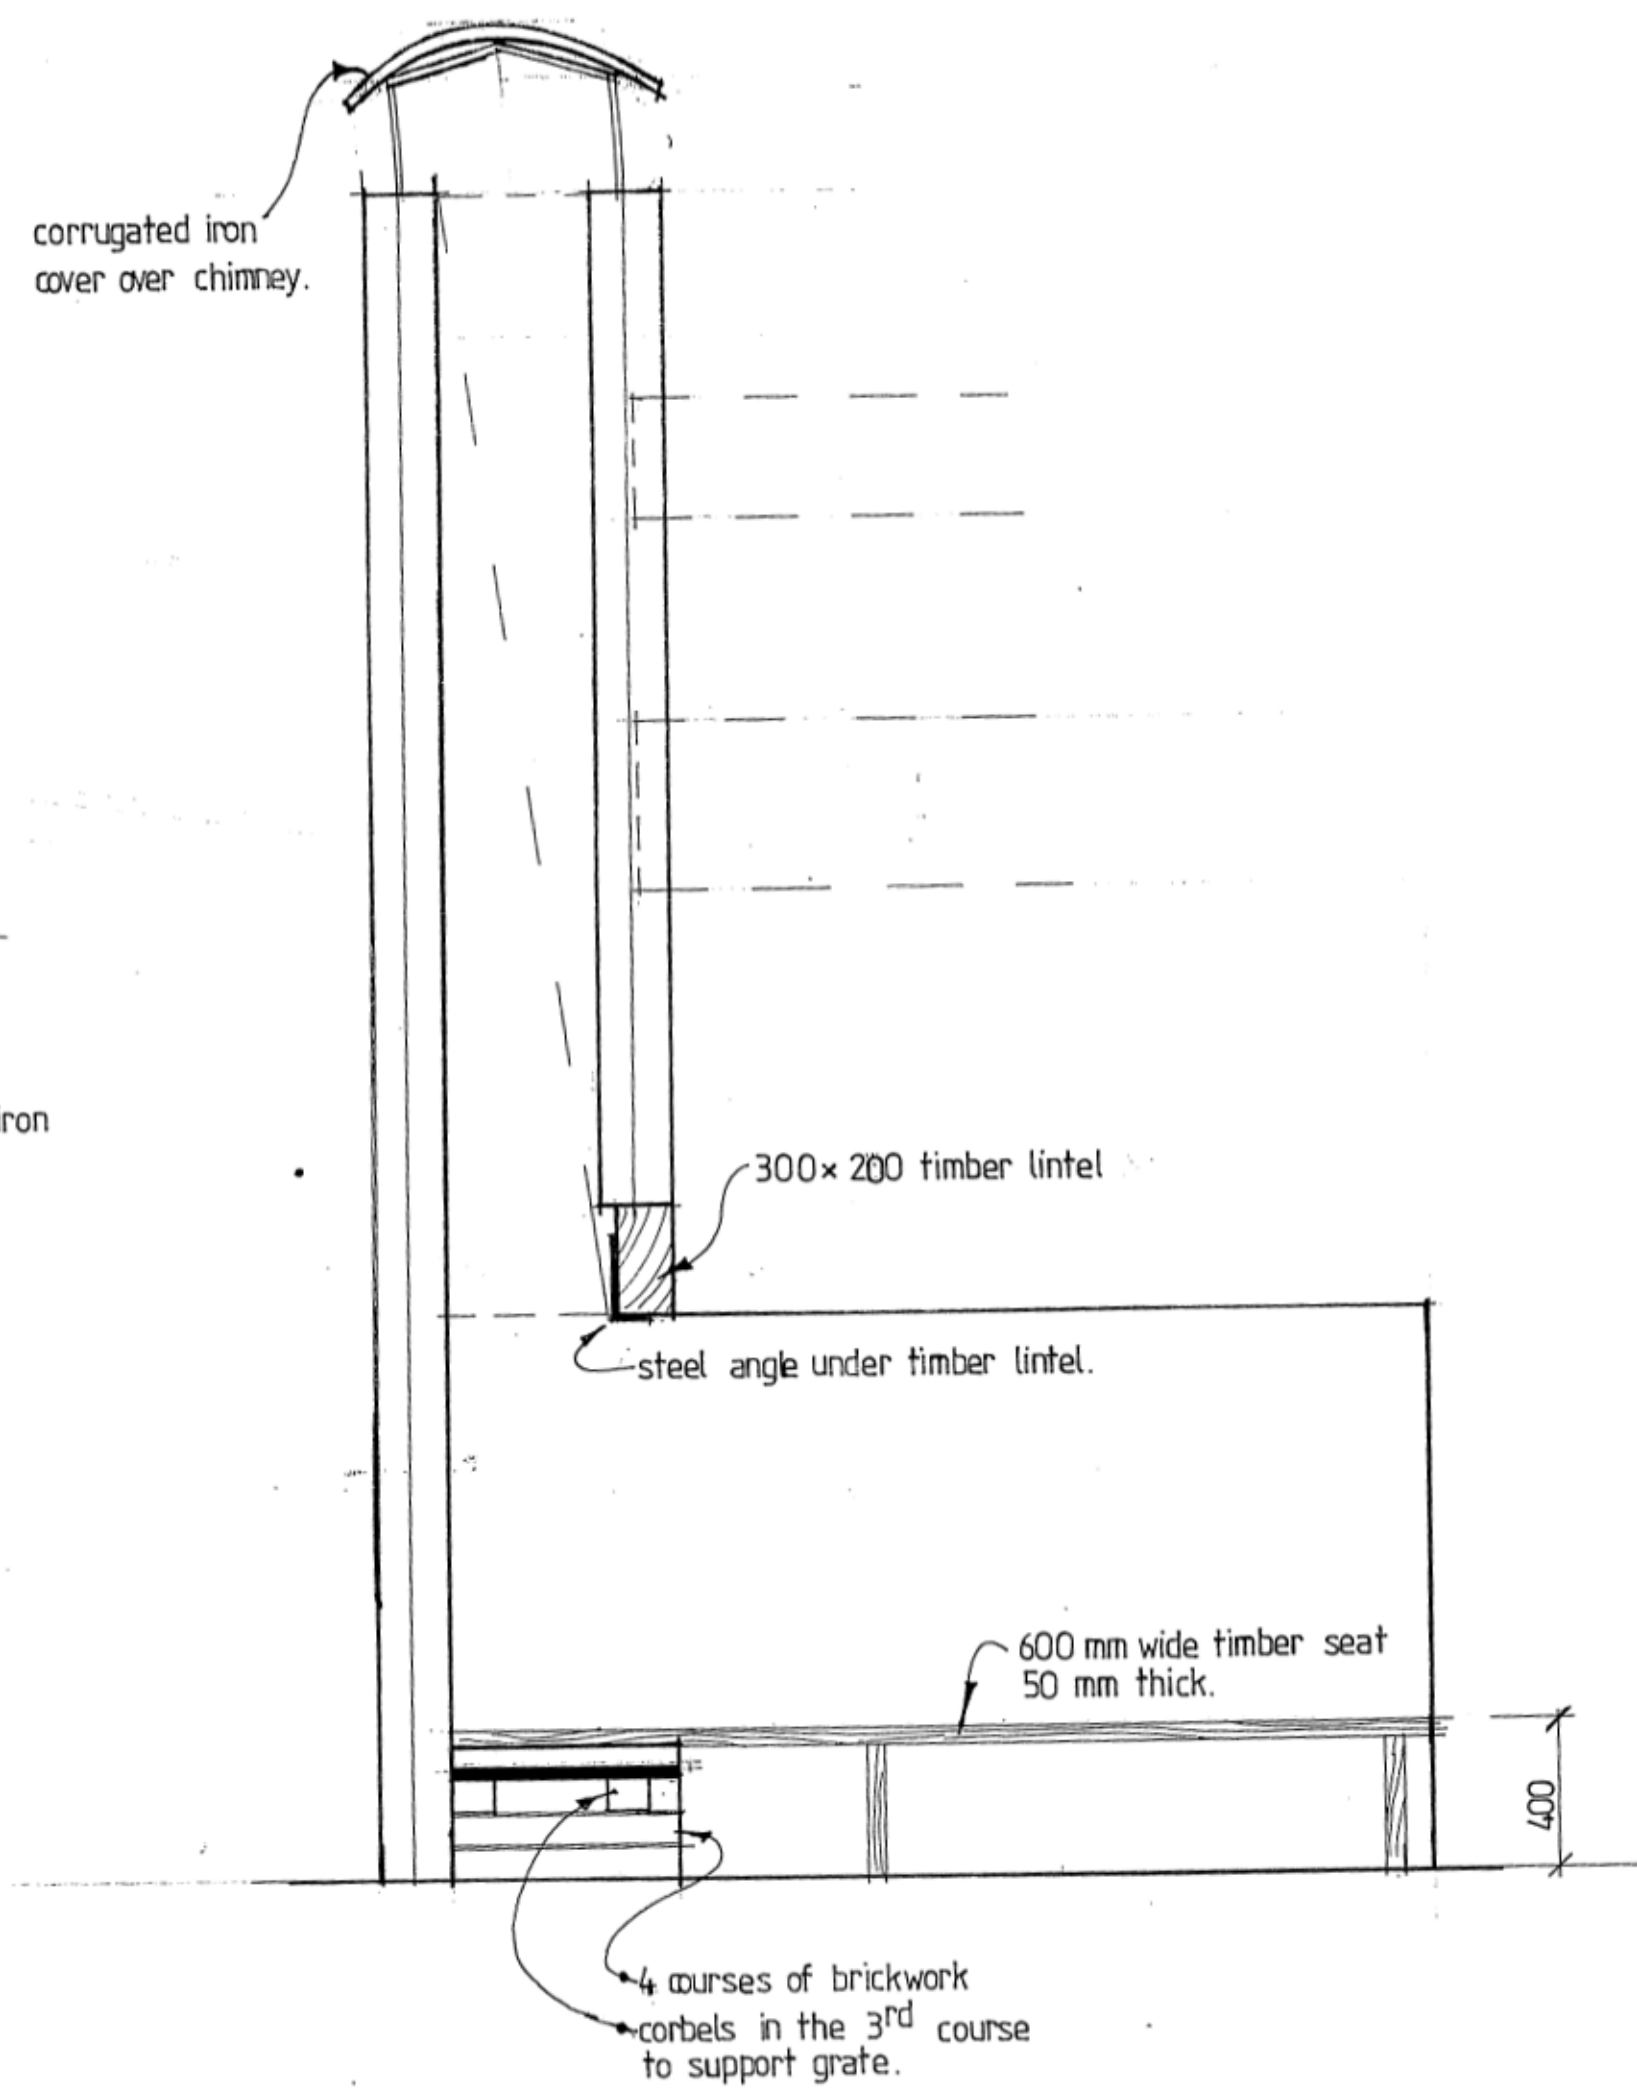 corrugated iron
cover over chimney.
iron
300 x 200 timber lintel
steel angle under timber lintel.
600 mm wide timber seat
50 mm thick.
400
4 courses of brickwork
corbels in the 3rd course
to support grate.